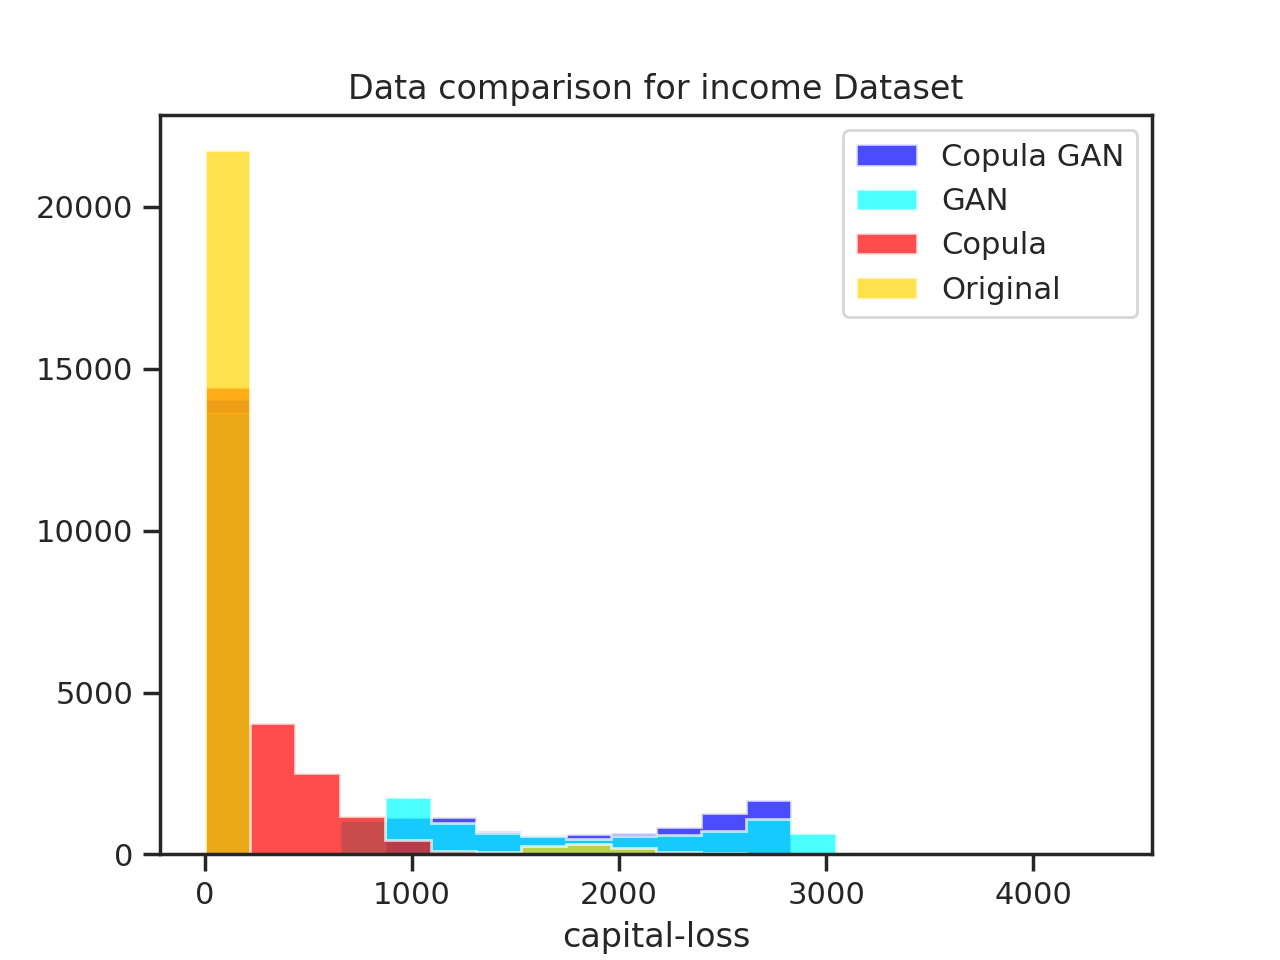 Data comparison for income Dataset
Copula GAN
GAN
Copula
Original
20000
15000
10000
5000
0
0 1000 2000 3000 4000
capital-loss